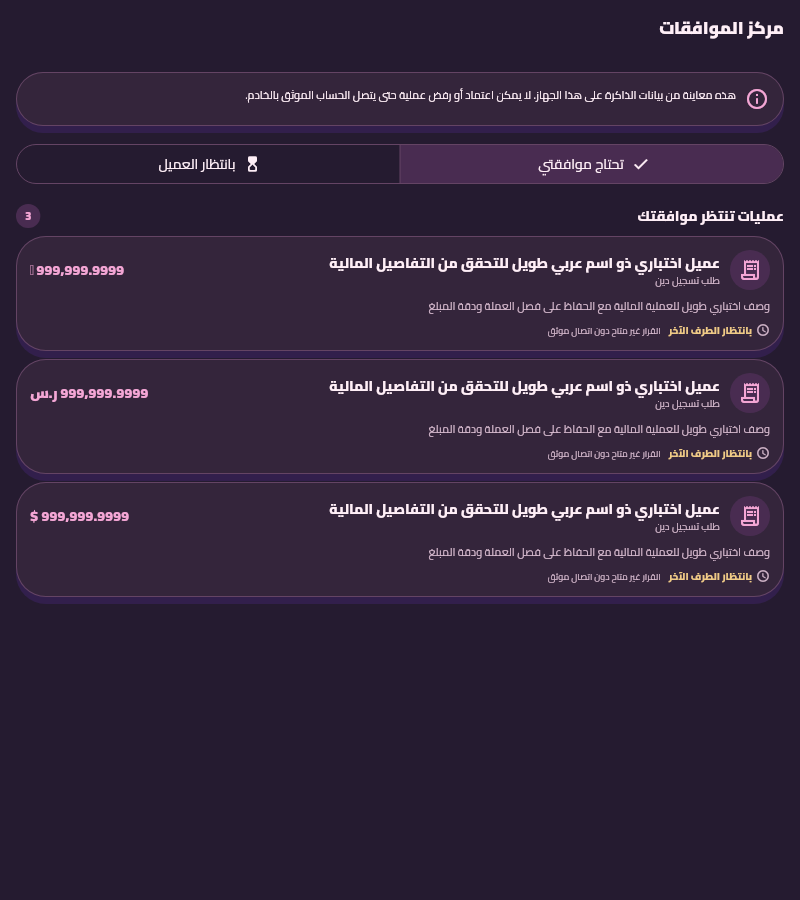 مركز الموافقات
هذه معاينة من بيانات الذاكرة على هذا الجهاز. لا يمكن اعتماد أو رفض عملية حتى يتصل الحساب الموثق بالخادم.
تحتاج موافقتي
بانتظار العميل
عمليات تنتظر موافقتك
3
عميل اختباري ذو اسم عربي طويل للتحقق من التفاصيل المالية
999,999.9999
طلب تسجيل دين
وصف اختباري طويل للعملية المالية مع الحفاظ على فصل العملة ودقة المبلغ
بانتظار الطرف الآخر القرار غير متاح دون اتصال موثق
عميل اختباري ذو اسم عربي طويل للتحقق من التفاصيل المالية
999,999.9999 ر.س
طلب تسجيل دين
وصف اختباري طويل للعملية المالية مع الحفاظ على فصل العملة ودقة المبلغ
بانتظار الطرف الآخر القرار غير متاح دون اتصال موثق
عميل اختباري ذو اسم عربي طويل للتحقق من التفاصيل المالية
999,999.9999 $
طلب تسجيل دين
وصف اختباري طويل للعملية المالية مع الحفاظ على فصل العملة ودقة المبلغ
بانتظار الطرف الآخر القرار غير متاح دون اتصال موثق